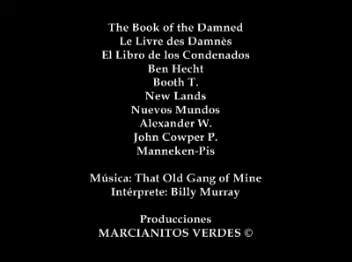 The Book of the Damned
Le Livre des Damnès
El Libro de los Condenados
Ben Hecht
Booth T.
New Lands
Nuevos Mundos
Alexander W.
John Cowper P.
Manneken-Pis
Música: That Old Gang of Mine
Intérprete: Billy Murray
Producciones
MARCIANITOS VERDES ©